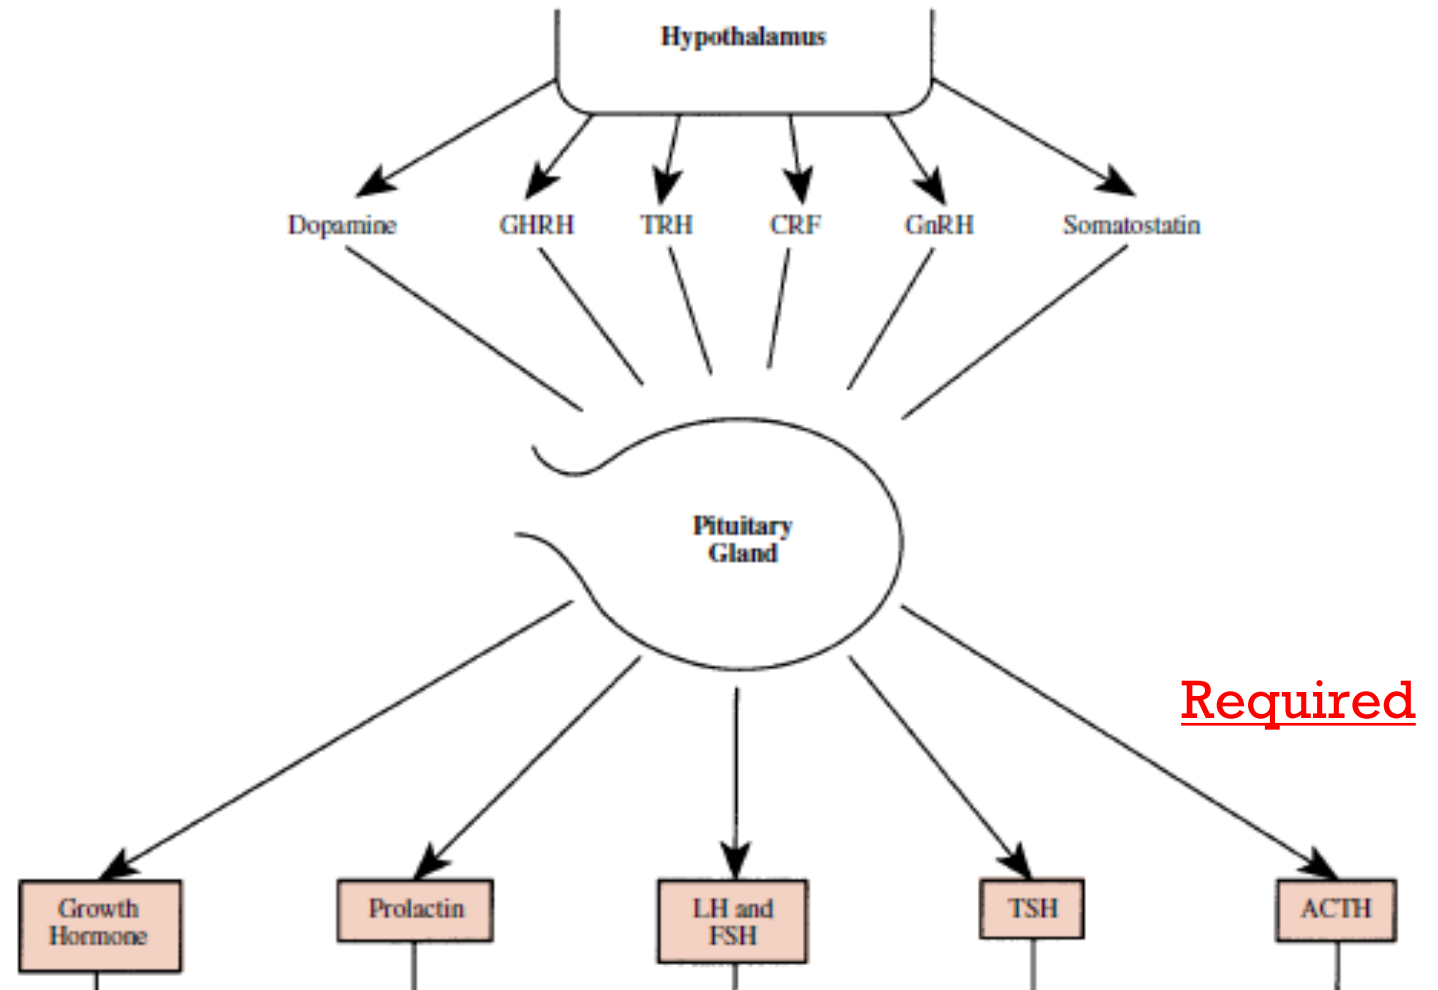 Hypothalamus
Dopamine
GHRH
TRH
CRF
GnRH
Somatostatin
Pituitary
Gland
Required
Growth
Hormone
Prolactin
LH and
FSH
TSH
ACTH